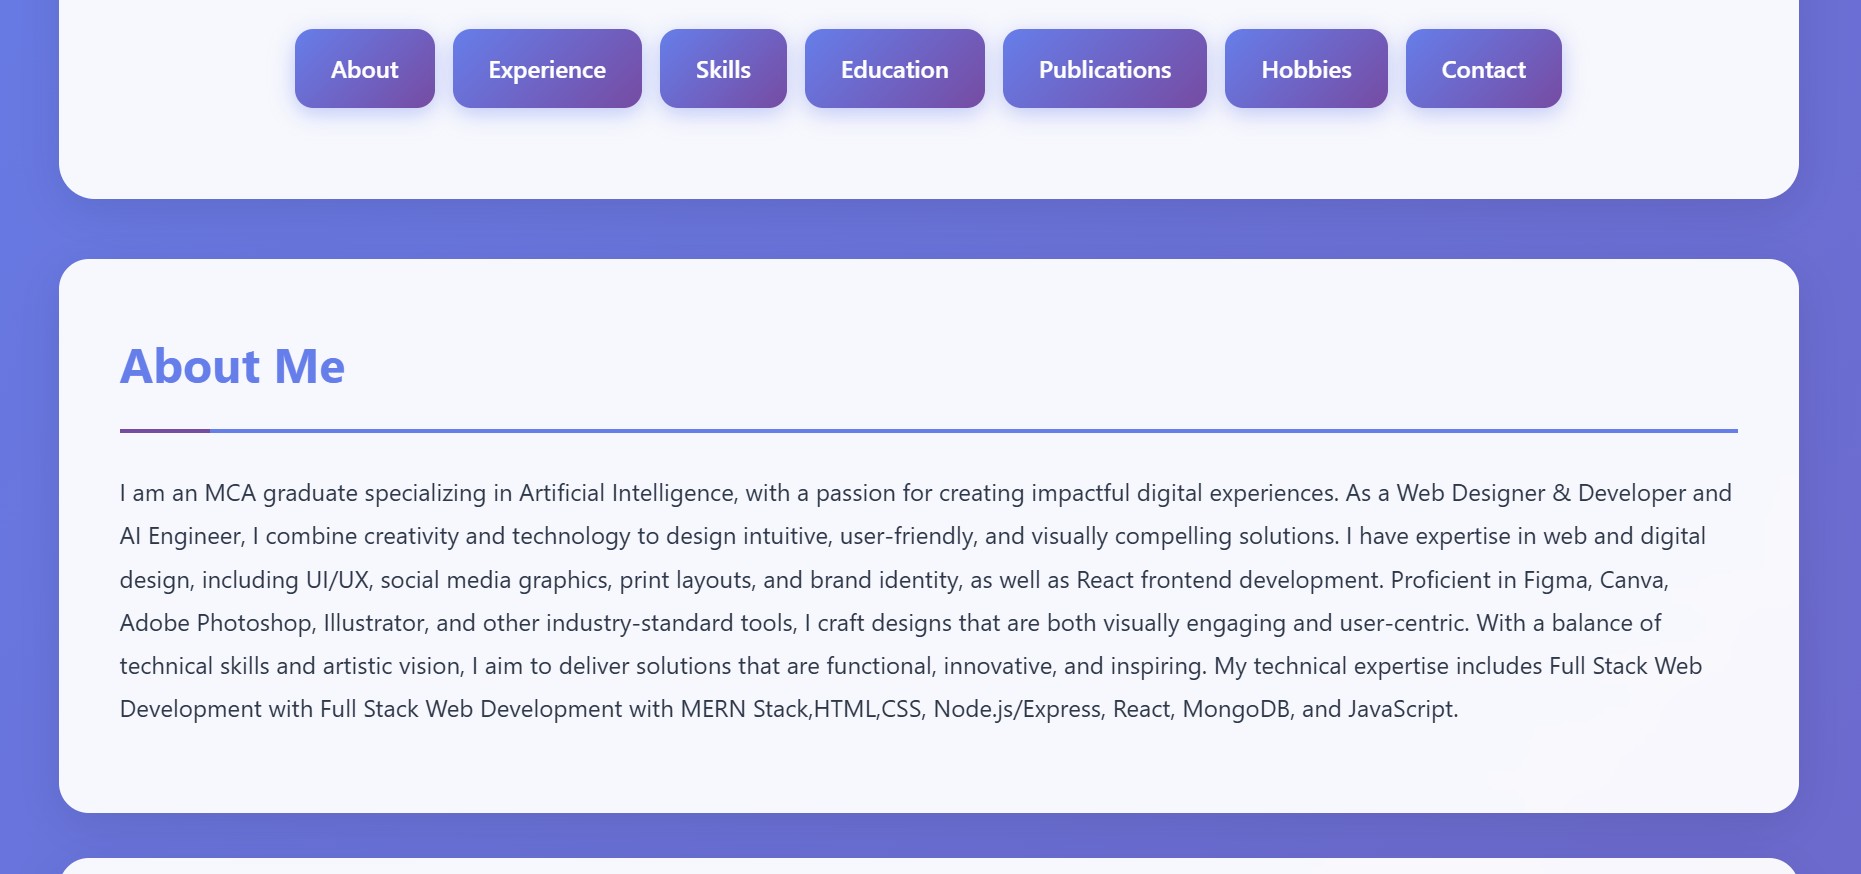 About
Experience
Skills
Education
Publications
Hobbies
Contact
About Me
I am an MCA graduate specializing in Artificial Intelligence, with a passion for creating impactful digital experiences. As a Web Designer & Developer and
AI Engineer, I combine creativity and technology to design intuitive, user-friendly, and visually compelling solutions. I have expertise in web and digital
design, including UI/UX, social media graphics, print layouts, and brand identity, as well as React frontend development. Proficient in Figma, Canva,
Adobe Photoshop, Illustrator, and other industry-standard tools, I craft designs that are both visually engaging and user-centric. With a balance of
technical skills and artistic vision, I aim to deliver solutions that are functional, innovative, and inspiring. My technical expertise includes Full Stack Web
Development with Full Stack Web Development with MERN Stack,HTML,CSS, Node.js/Express, React, MongoDB, and JavaScript.